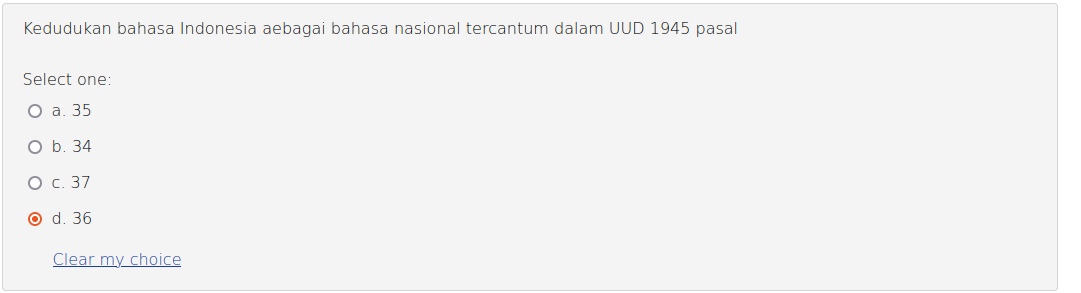 Kedudukan bahasa Indonesia aebagai bahasa nasional tercantum dalam UUD 1945 pasal
Select one:
a. 35
b. 34
c. 37
d. 36
Clear my choice